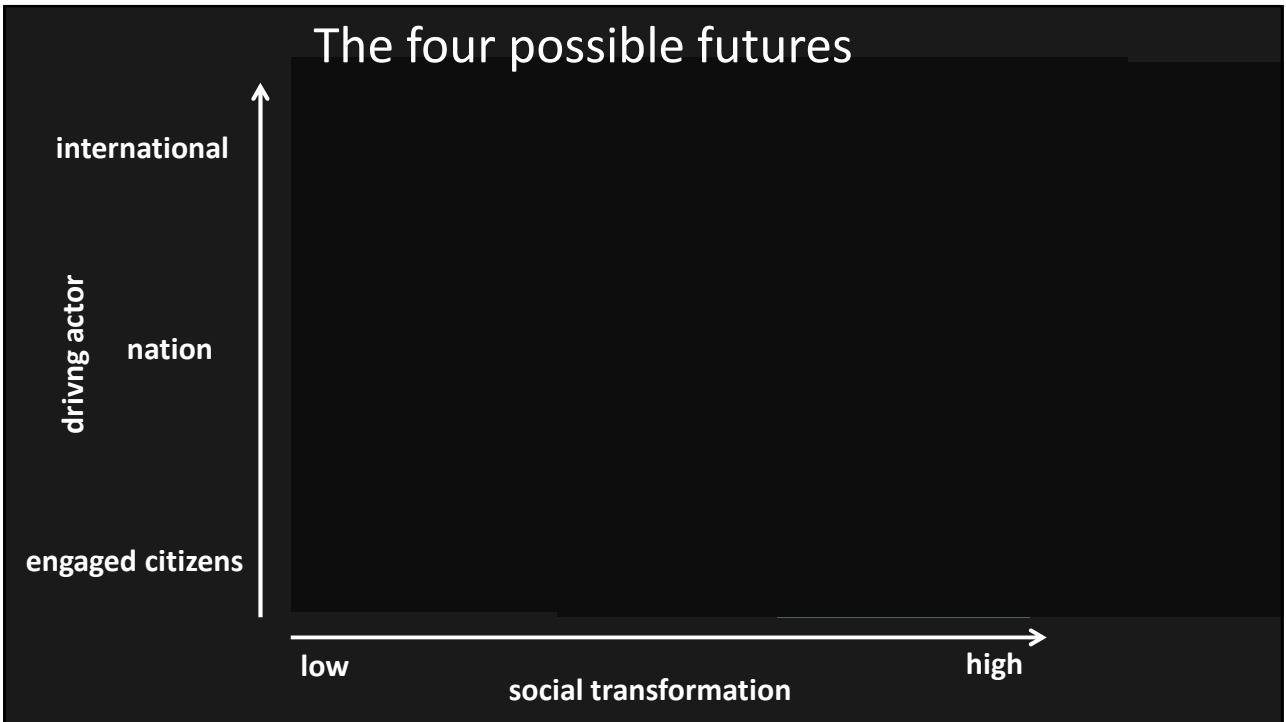 The four possible futures
international
drivng actor
nation
engaged citizens
low
high
social transformation